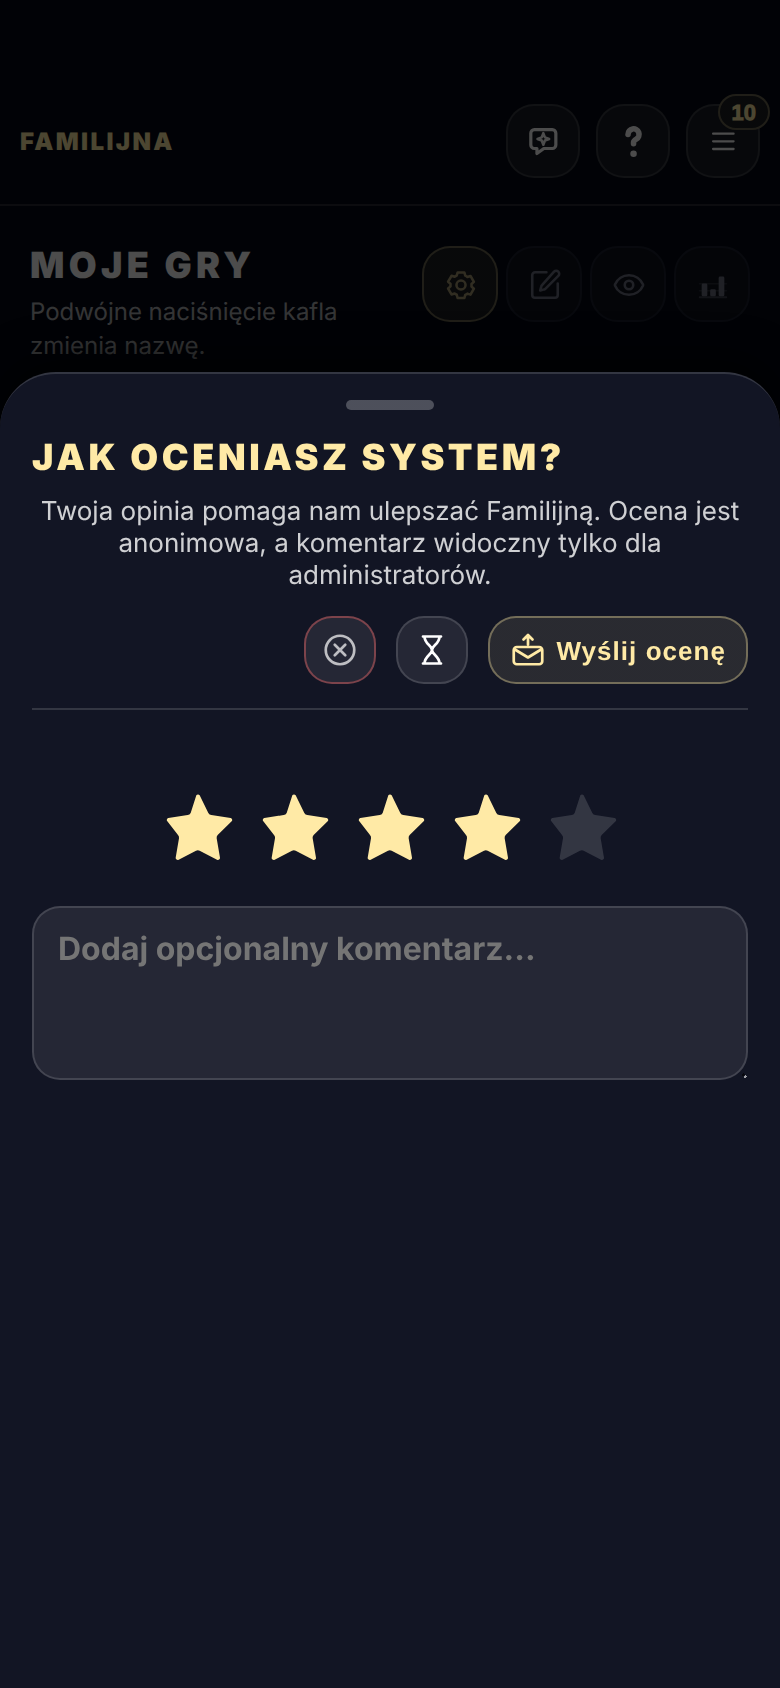 10
FAMILIJNA
?
MOJE GRY
Podwójne naciśnięcie kafla
zmienia nazwę.
JAK OCENIASZ SYSTEM?
Twoja opinia pomaga nam ulepszać Familijną. Ocena jest
anonimowa, a komentarz widoczny tylko dla
administratorów.
Wyślij ocenę
Dodaj opcjonalny komentarz...